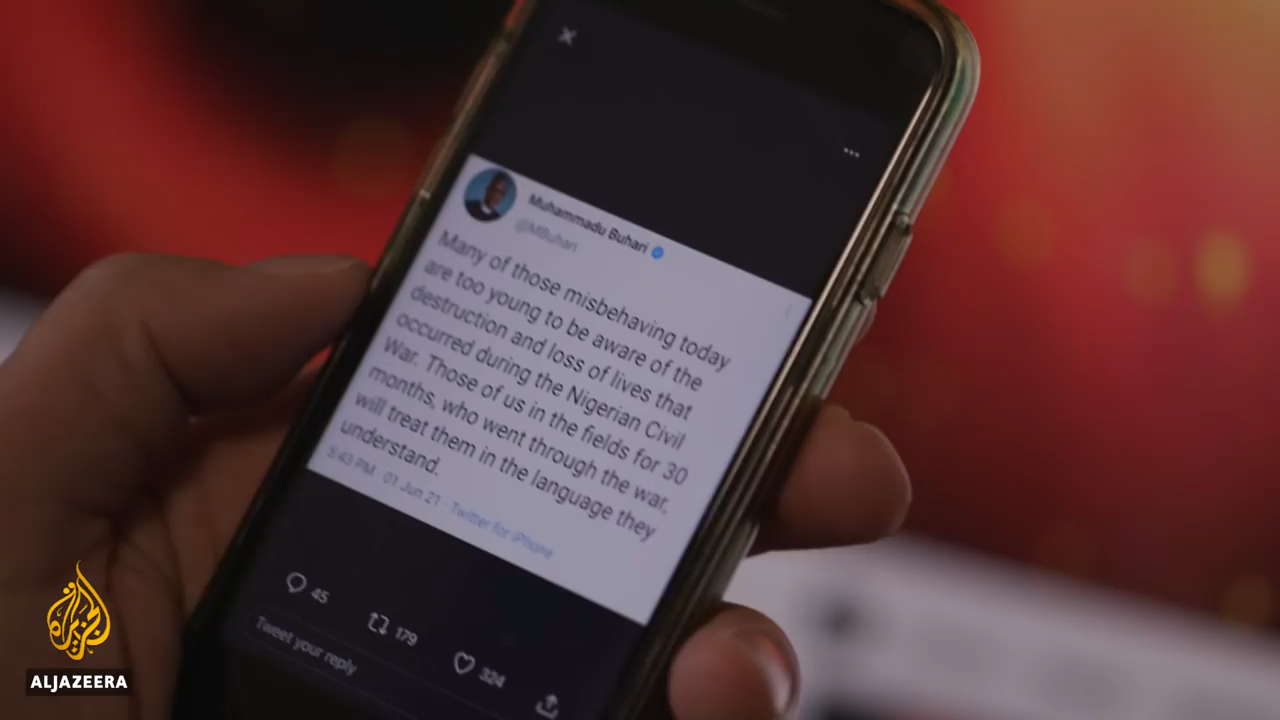 Muhammadu Buhari
@MBuhari
Many of those misbehaving today
are too young to be aware of the
destruction and loss of lives that
occurred during the Nigerian Civil
War. Those of us in the fields for 30
months, who went through the war,
will treat them in the language they
understand.
5:43 PM · 01 Jun 21 · Twitter for iPhone
45
179
324
Tweet your reply
الجزيرة
ALJAZEERA